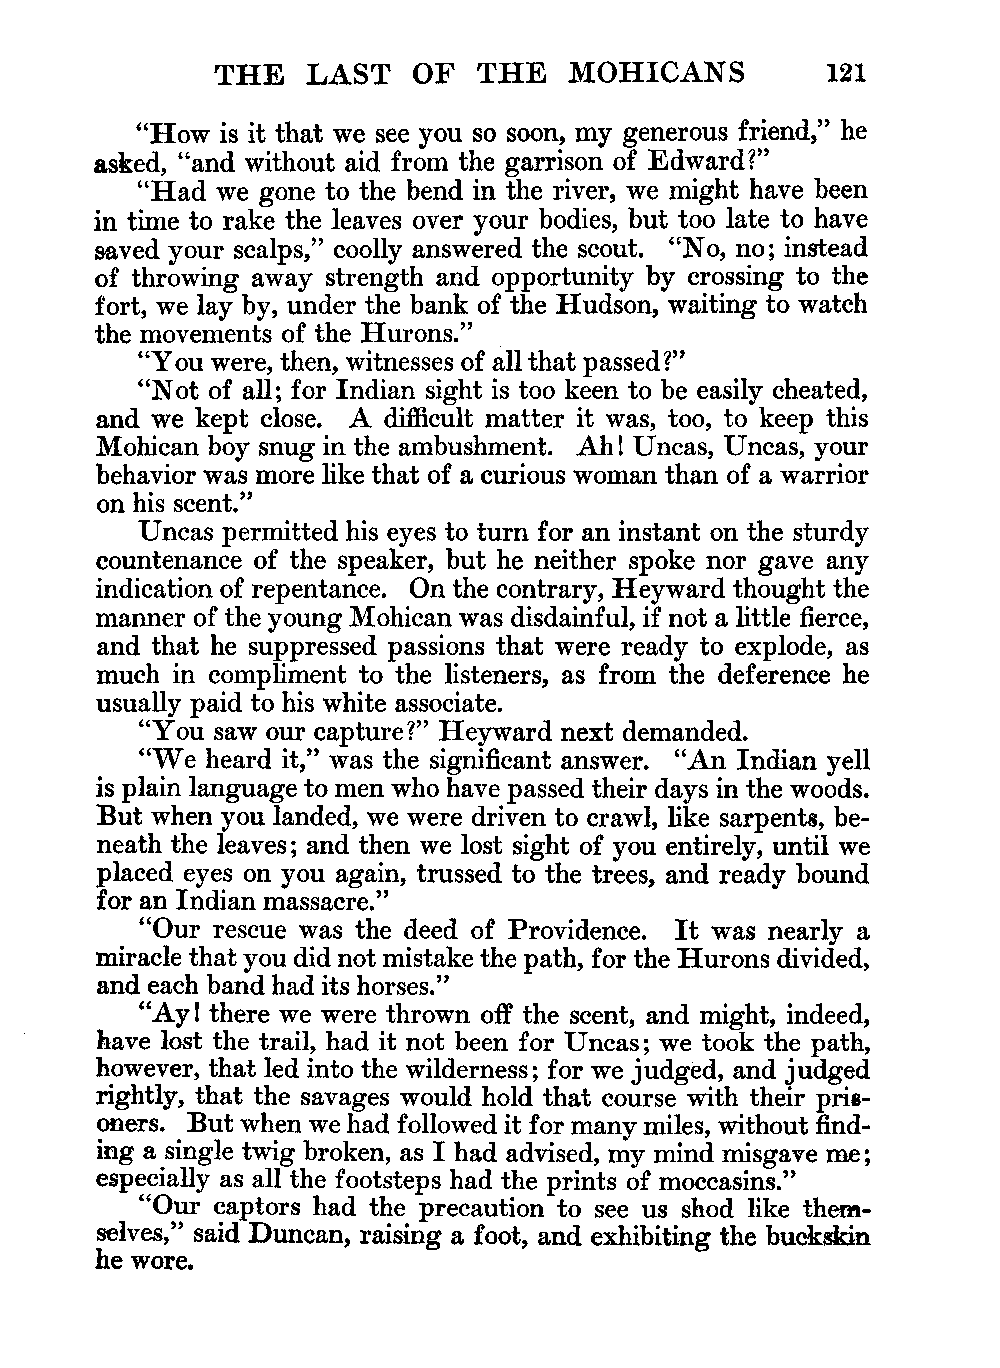 THE LAST OF THE MOHICANS 121
“How is it that we see you so soon, my generous friend,” he
asked, “and without aid from the garrison of Edward?”
“Had we gone to the bend in the river, we might have been
in time to rake the leaves over your bodies, but too late to have
saved your scalps,” coolly answered the scout. “No, no; instead
of throwing away strength and opportunity by crossing to the
fort, we lay by, under the bank of the Hudson, waiting to watch
the movements of the Hurons.”
“You were, then, witnesses of all that passed?”
“Not of all; for Indian sight is too keen to be easily cheated,
and we kept close. A difficult matter it was, too, to keep this
Mohican boy snug in the ambushment. Ah! Uncas, Uncas, your
behavior was more like that of a curious woman than of a warrior
on his scent.”
Uncas permitted his eyes to turn for an instant on the sturdy
countenance of the speaker, but he neither spoke nor gave any
indication of repentance. On the contrary, Heyward thought the
manner of the young Mohican was disdainful, if not a little fierce,
and that he suppressed passions that were ready to explode, as
much in compliment to the listeners, as from the deference he
usually paid to his white associate.
“You saw our capture?” Heyward next demanded.
“We heard it,” was the significant answer. “An Indian yell
is plain language to men who have passed their days in the woods.
But when you landed, we were driven to crawl, like sarpents, be-
neath the leaves; and then we lost sight of you entirely, until we
placed eyes on you again, trussed to the trees, and ready bound
for an Indian massacre.”
“Our rescue was the deed of Providence. It was nearly a
miracle that you did not mistake the path, for the Hurons divided,
and each band had its horses.”
“Ay! there we were thrown off the scent, and might, indeed,
have lost the trail, had it not been for Uncas; we took the path,
however, that led into the wilderness; for we judged, and judged
rightly, that the savages would hold that course with their pris-
oners. But when we had followed it for many miles, without find-
ing a single twig broken, as I had advised, my mind misgave me;
especially as all the footsteps had the prints of moccasins.”
“Our captors had the precaution to see us shod like them-
selves,” said Duncan, raising a foot, and exhibiting the buckskin
he wore.